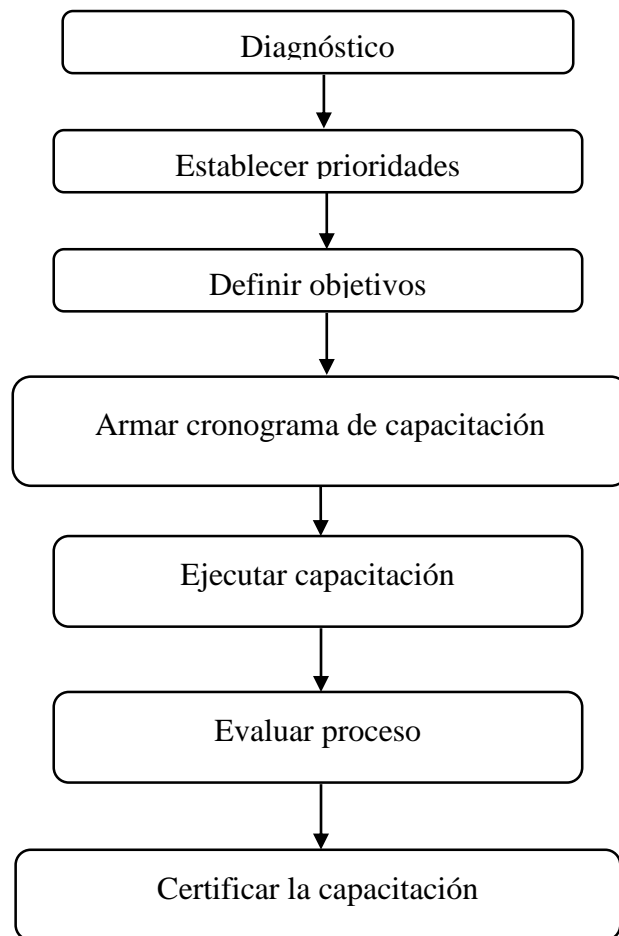 Diagnóstico
Establecer prioridades
Definir objetivos
Armar cronograma de capacitación
Ejecutar capacitación
Evaluar proceso
Certificar la capacitación